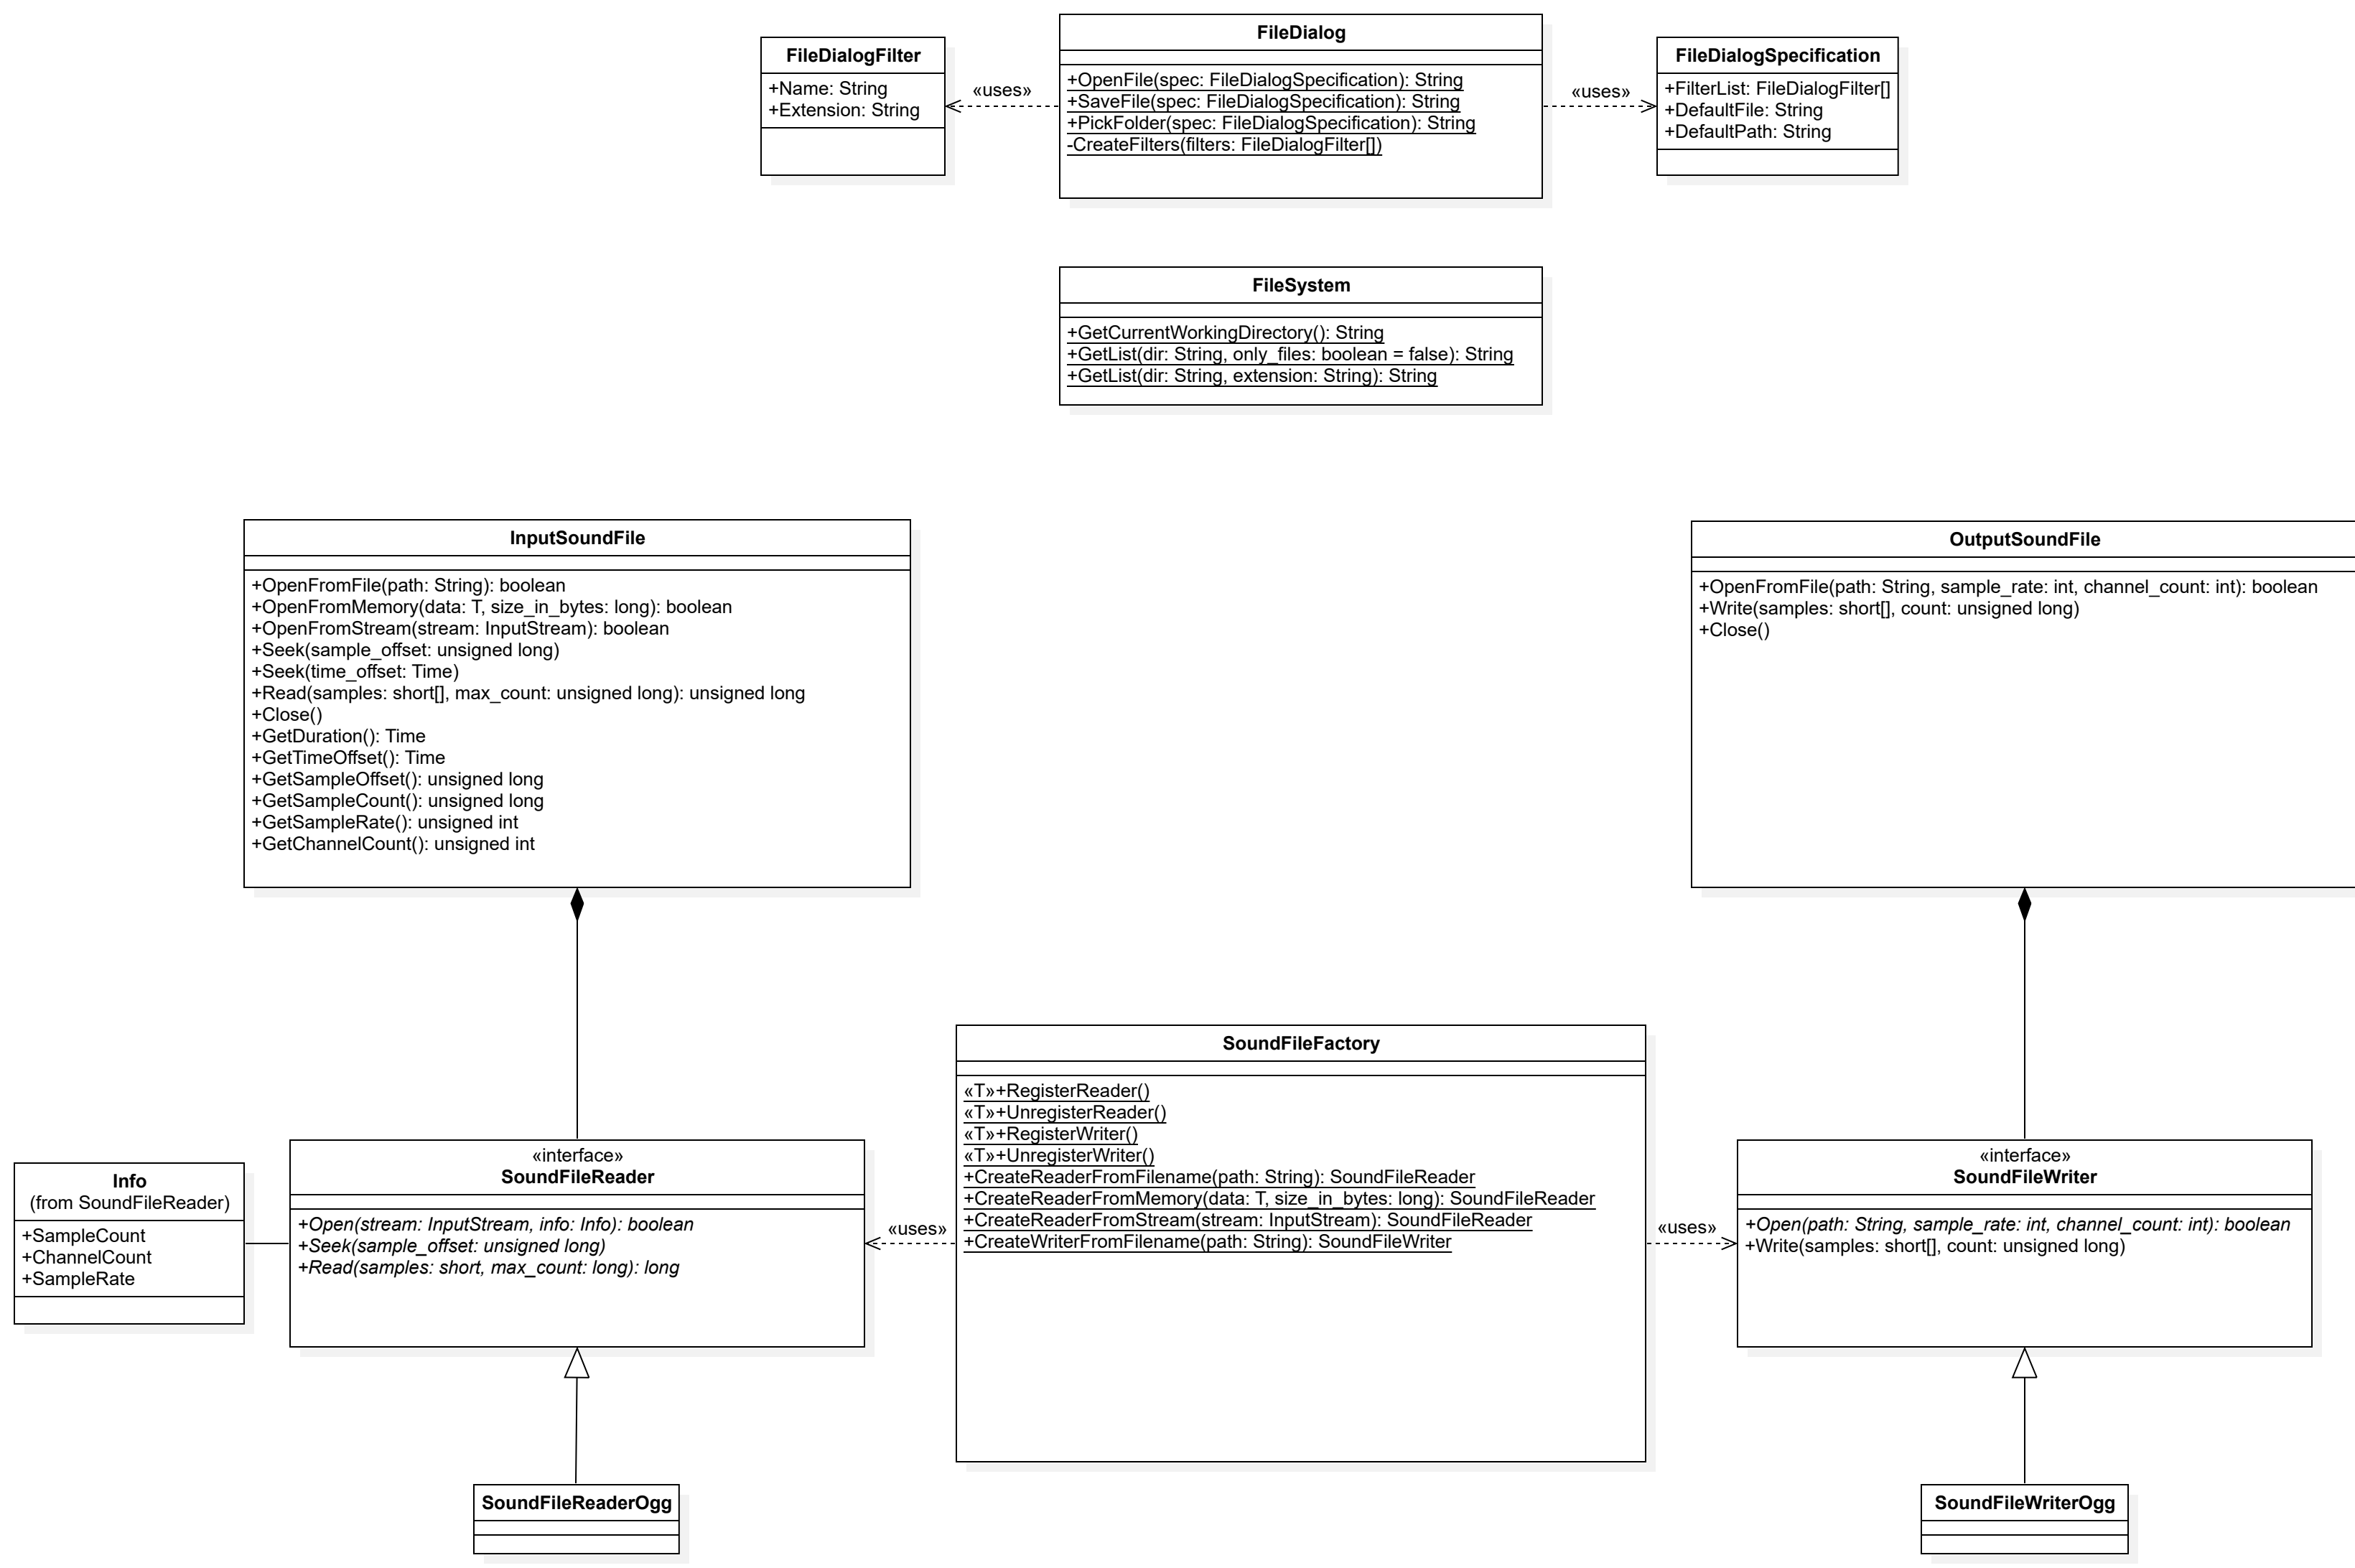 FileDialogFilter
+Name: String
+Extension: String
«uses»
FileDialog
+OpenFile(spec: FileDialogSpecification): String
+SaveFile(spec: FileDialogSpecification): String
+PickFolder(spec: FileDialogSpecification): String
-CreateFilters(filters: FileDialogFilter[])
«uses»
FileDialogSpecification
+FilterList: FileDialogFilter[]
+DefaultFile: String
+DefaultPath: String
FileSystem
+GetCurrentWorkingDirectory(): String
+GetList(dir: String, only_files: boolean = false): String
+GetList(dir: String, extension: String): String
InputSoundFile
+OpenFromFile(path: String): boolean
+OpenFromMemory(data: T, size_in_bytes: long): boolean
+OpenFromStream(stream: InputStream): boolean
+Seek(sample_offset: unsigned long)
+Seek(time_offset: Time)
+Read(samples: short[], max_count: unsigned long): unsigned long
+Close()
+GetDuration(): Time
+GetTimeOffset(): Time
+GetSampleOffset(): unsigned long
+GetSampleCount(): unsigned long
+GetSampleRate(): unsigned int
+GetChannelCount(): unsigned int
OutputSoundFile
+OpenFromFile(path: String, sample_rate: int, channel_count: int): boolean
+Write(samples: short[], count: unsigned long)
+Close()
Info
(from SoundFileReader)
+SampleCount
+ChannelCount
+SampleRate
«interface»
SoundFileReader
+Open(stream: InputStream, info: Info): boolean
+Seek(sample_offset: unsigned long)
+Read(samples: short, max_count: long): long
«uses»
SoundFileFactory
«T»+RegisterReader()
«T»+UnregisterReader()
«T»+RegisterWriter()
«T»+UnregisterWriter()
+CreateReaderFromFilename(path: String): SoundFileReader
+CreateReaderFromMemory(data: T, size_in_bytes: long): SoundFileReader
+CreateReaderFromStream(stream: InputStream): SoundFileReader
+CreateWriterFromFilename(path: String): SoundFileWriter
«uses»
«interface»
SoundFileWriter
+Open(path: String, sample_rate: int, channel_count: int): boolean
+Write(samples: short[], count: unsigned long)
SoundFileReaderOgg
SoundFileWriterOgg